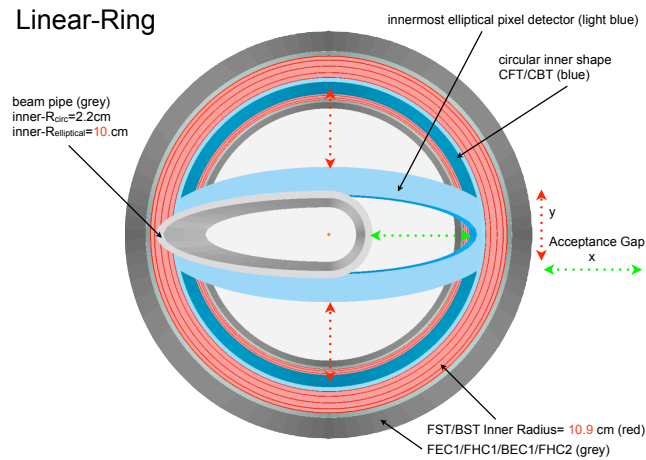 Linear-Ring
innermost elliptical pixel detector (light blue)
circular inner shape
CFT/CBT (blue)
beam pipe (grey)
inner-Rcirc=2.2cm
inner-Relliptical=10.cm
y
Acceptance Gap
x
FST/BST Inner Radius= 10.9 cm (red)
FEC1/FHC1/BEC1/FHC2 (grey)